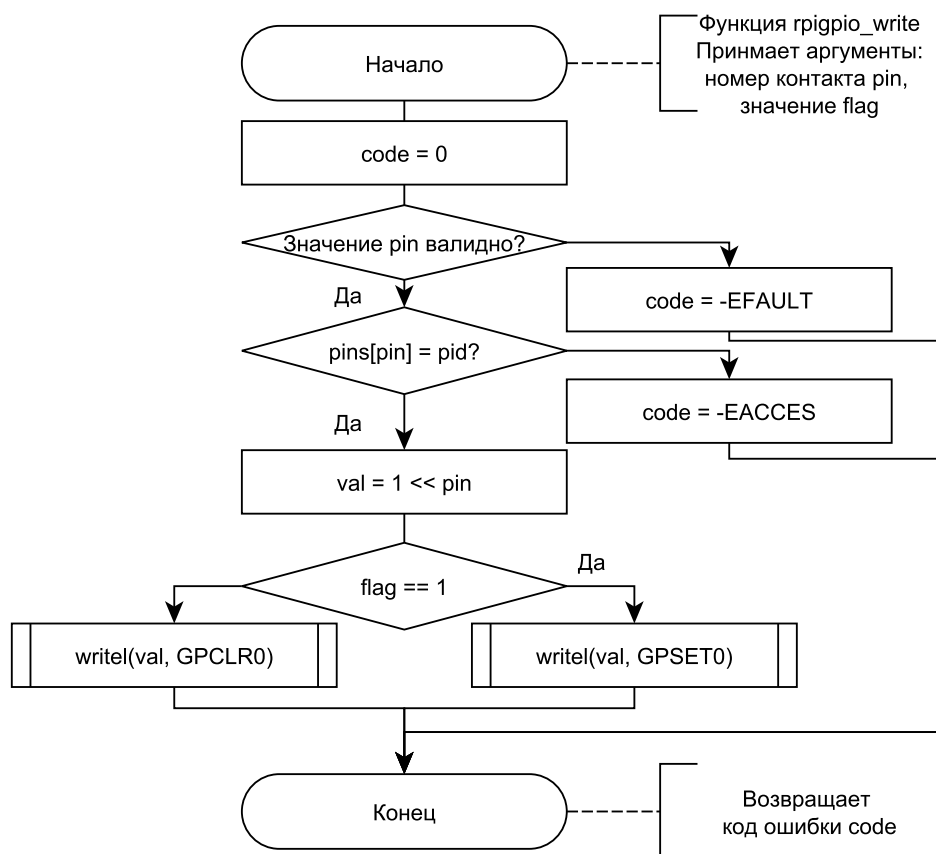 Начало
Функция rpigpio_write
Принмает аргументы:
номер контакта pin,
значение flag
code = 0
Значение pin валидно?
Да
code = -EFAULT
pins[pin] = pid?
code = -EACCES
Да
val = 1 << pin
flag == 1
Да
writel(val, GPCLR0)
writel(val, GPSET0)
Конец
Возвращает
код ошибки code